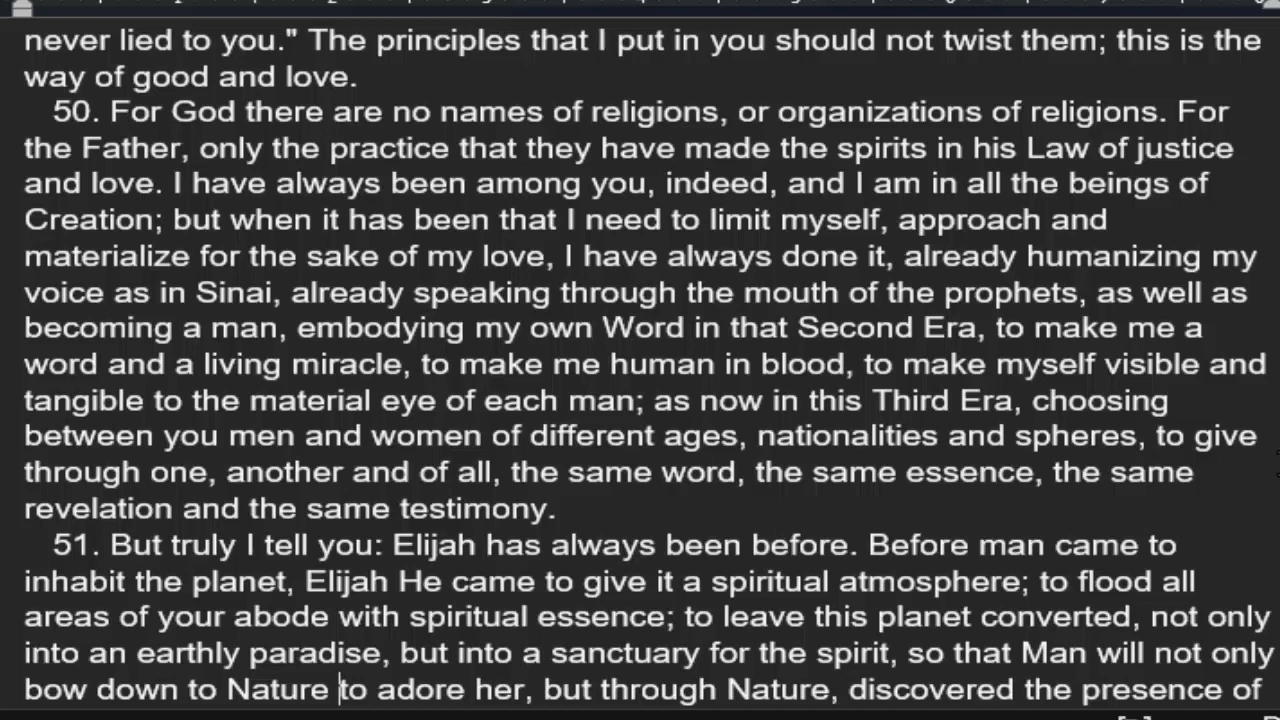 never lied to you." The principles that I put in you should not twist them; this is the
way of good and love.
50. For God there are no names of religions, or organizations of religions. For
the Father, only the practice that they have made the spirits in his Law of justice
and love. I have always been among you, indeed, and I am in all the beings of
Creation; but when it has been that I need to limit myself, approach and
materialize for the sake of my love, I have always done it, already humanizing my
voice as in Sinai, already speaking through the mouth of the prophets, as well as
becoming a man, embodying my own Word in that Second Era, to make me a
word and a living miracle, to make me human in blood, to make myself visible and
tangible to the material eye of each man; as now in this Third Era, choosing
between you men and women of different ages, nationalities and spheres, to give
through one, another and of all, the same word, the same essence, the same
revelation and the same testimony.
51. But truly I tell you: Elijah has always been before. Before man came to
inhabit the planet, Elijah He came to give it a spiritual atmosphere; to flood all
areas of your abode with spiritual essence; to leave this planet converted, not only
into an earthly paradise, but into a sanctuary for the spirit, so that Man will not only
bow down to Nature to adore her, but through Nature, discovered the presence of